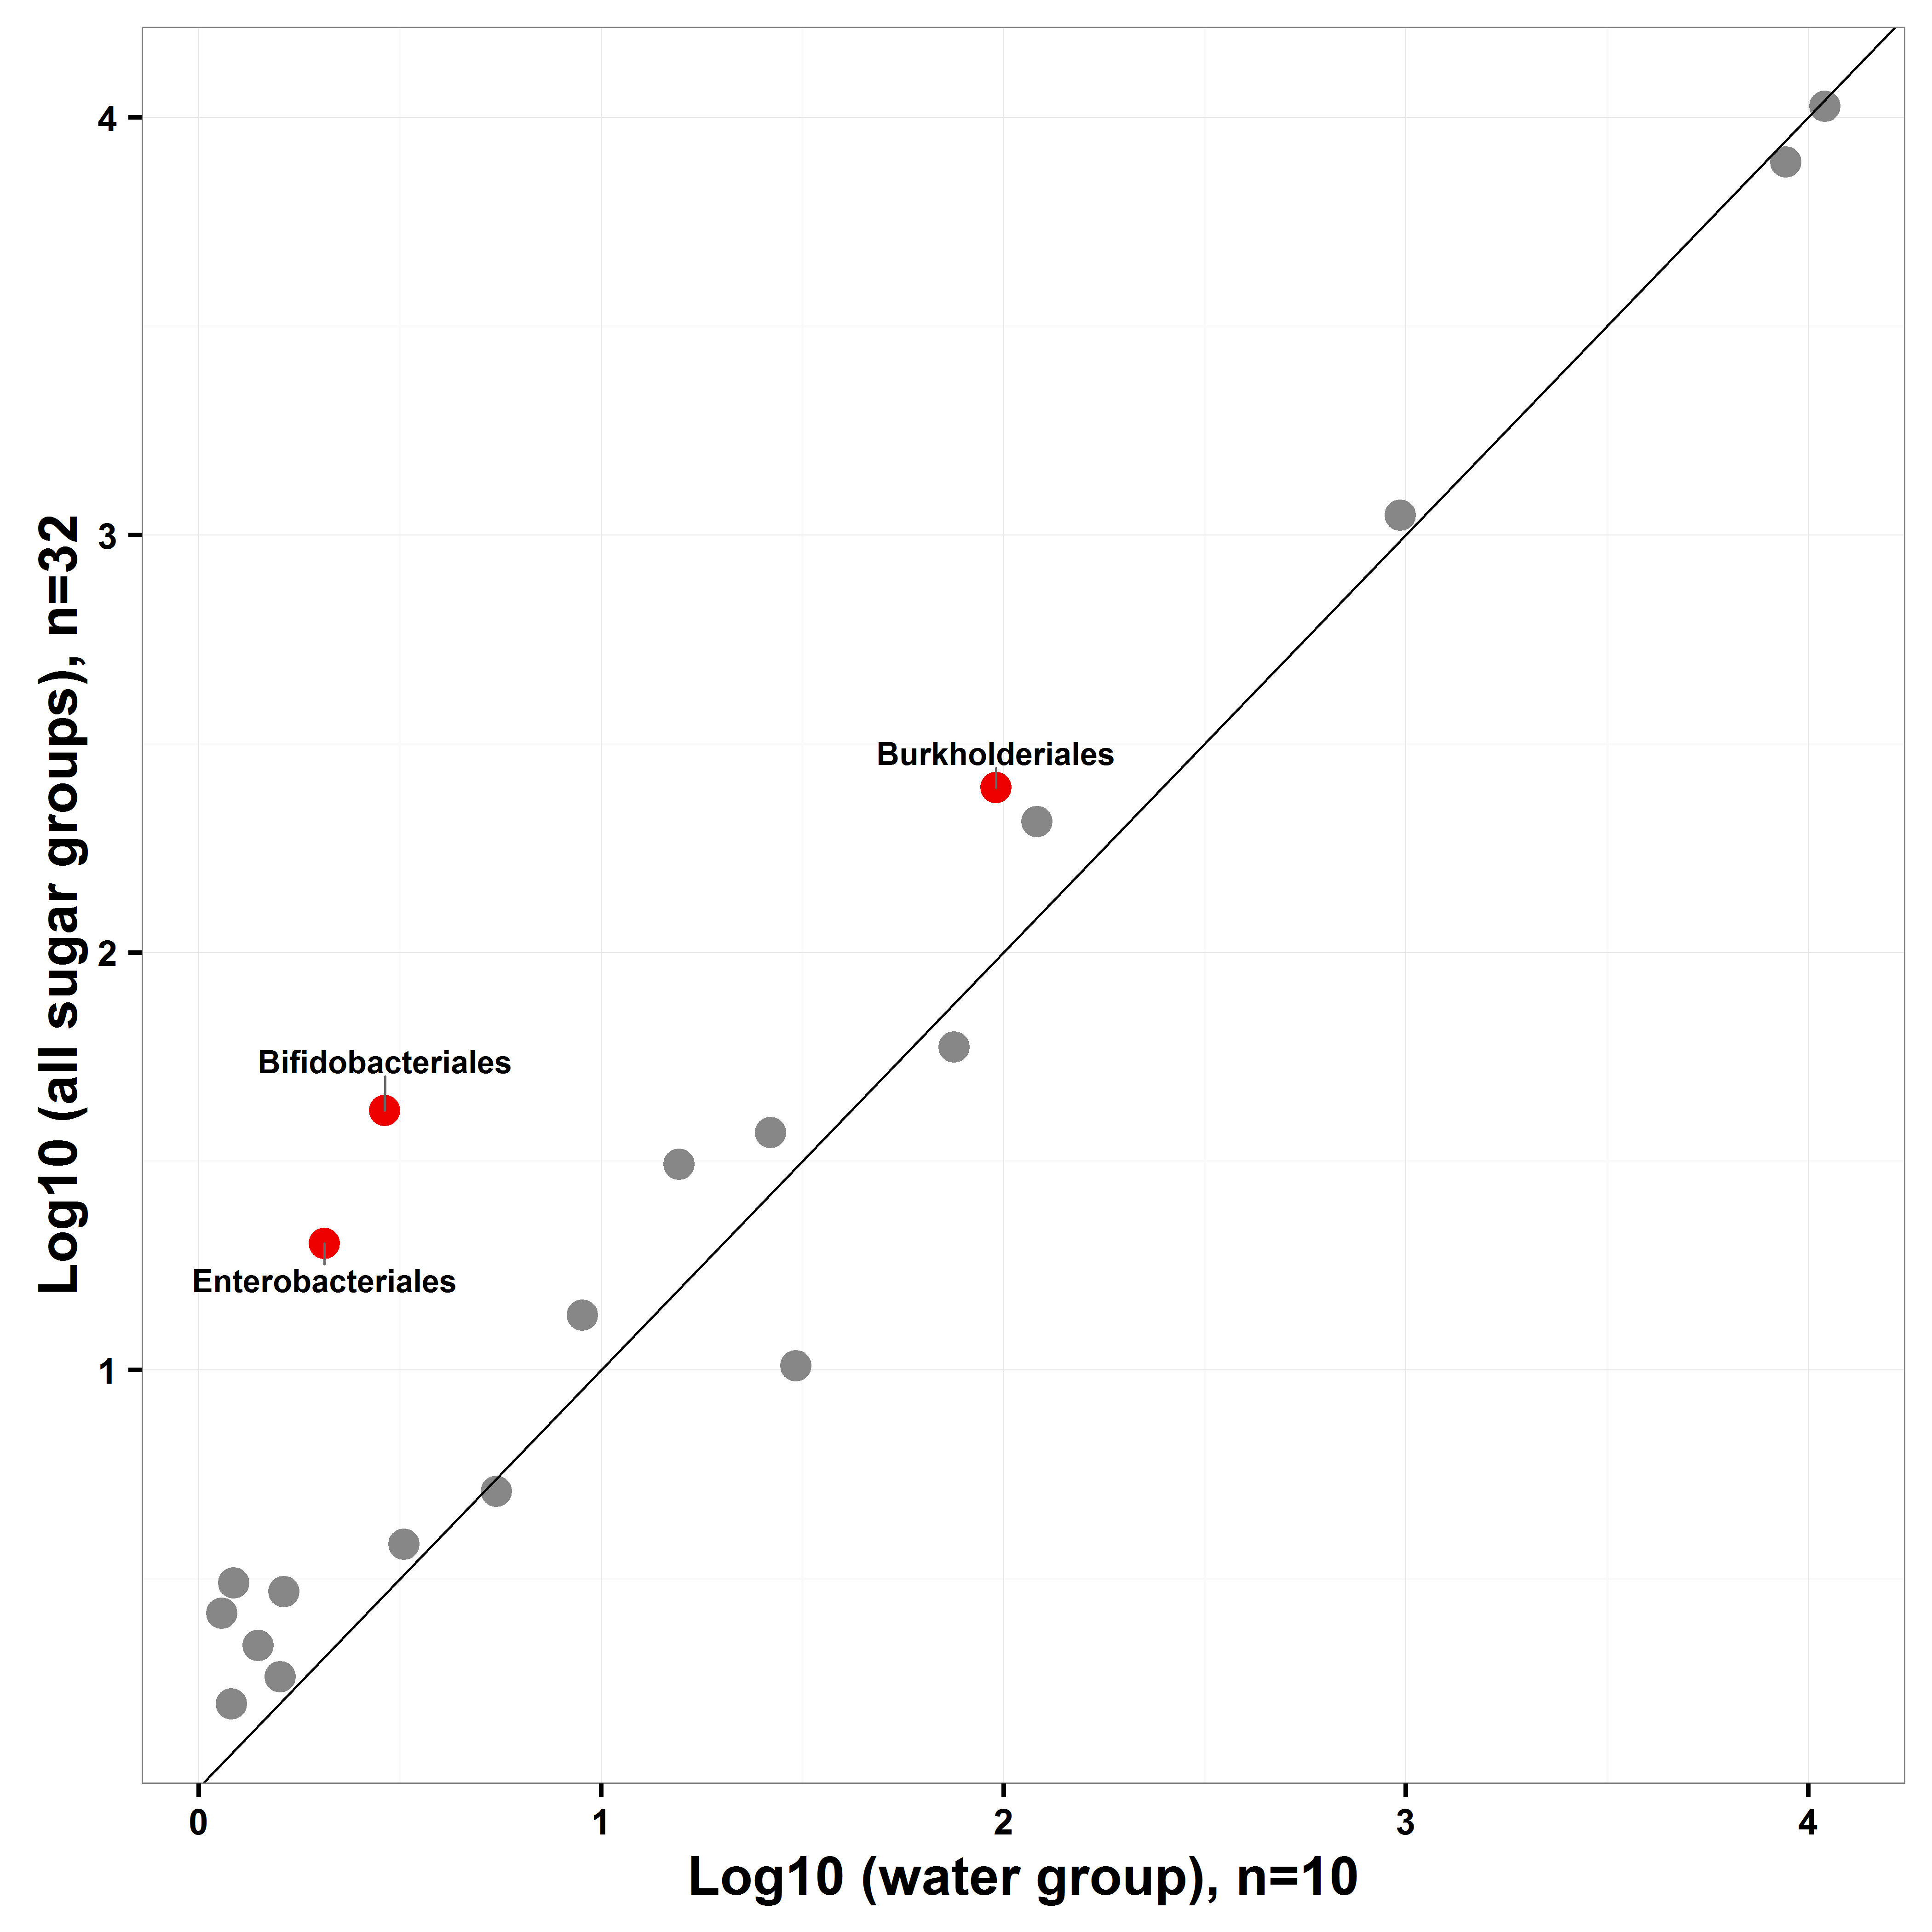 Log10 (all sugar groups), n=32
4
3
2
1
Burkholderiales
Bifidobacteriales
Enterobacteriales
0
1
2
3
4
Log10 (water group), n=10